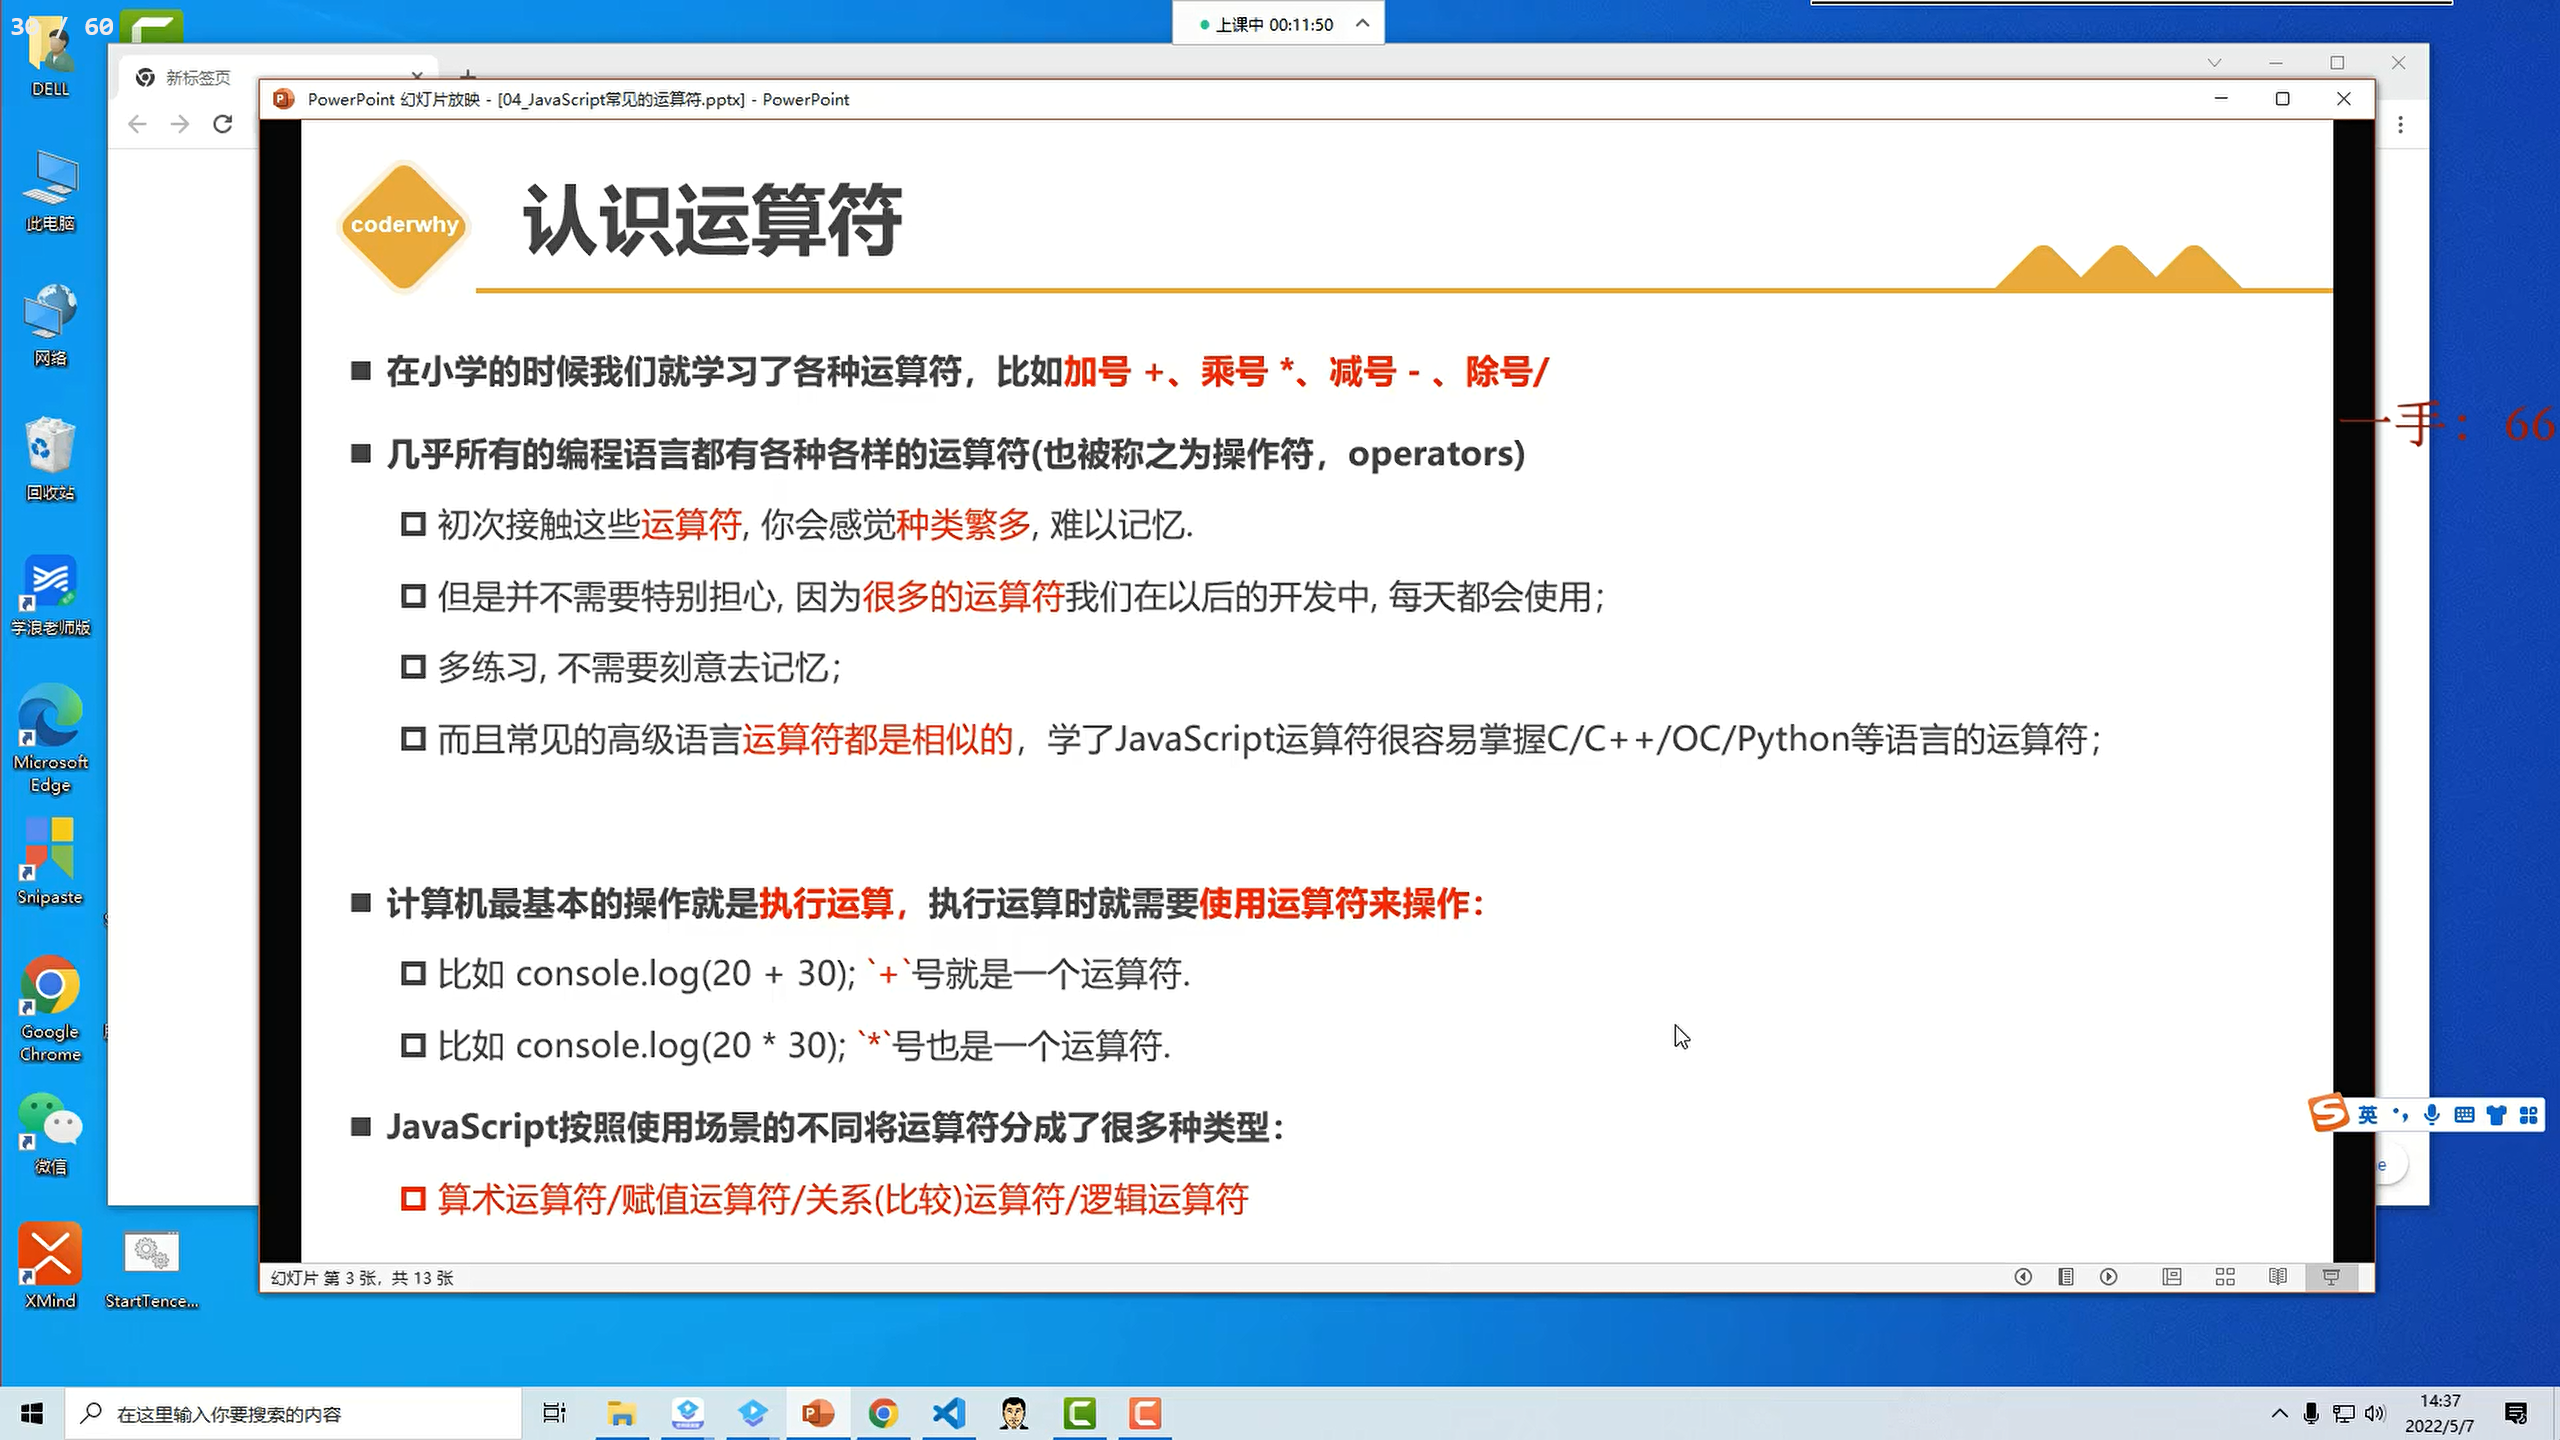 / 60
上课中 00:11:50
新标签页
PowerPoint 幻灯片放映 - [04_JavaScript常见的运算符.pptx] - PowerPoint
coderwhy
认识运算符
在小学的时候我们就学习了各种运算符，比如加号 +、乘号 *、减号 - 、除号/
几乎所有的编程语言都有各种各样的运算符(也被称之为操作符，operators)
初次接触这些运算符, 你会感觉种类繁多, 难以记忆.
但是并不需要特别担心, 因为很多的运算符我们在以后的开发中, 每天都会使用;
多练习, 不需要刻意去记忆;
而且常见的高级语言运算符都是相似的，学了JavaScript运算符很容易掌握C/C++/OC/Python等语言的运算符;
计算机最基本的操作就是执行运算，执行运算时就需要使用运算符来操作:
比如 console.log(20 + 30); `+`号就是一个运算符.
比如 console.log(20 * 30); `*`号也是一个运算符.
JavaScript按照使用场景的不同将运算符分成了很多种类型:
算术运算符/赋值运算符/关系(比较)运算符/逻辑运算符
幻灯片 第 3 张，共 13 张
一手: 66
英
DELL
此电脑
网络
回收站
学浪老师版
Microsoft
Edge
Snipaste
Google
Chrome
微信
XMind
StartTence...
在这里输入你要搜索的内容
14:37
2022/5/7